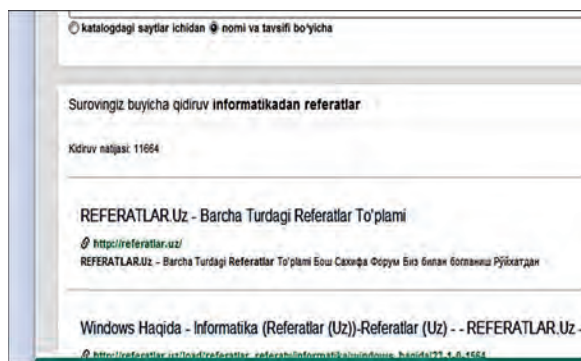 katalogdagi saytlar ichidan nomi va tavsifi bo'yicha
Surovingiz buyicha qidiruv informatikadan referatlar
Kidiruv natijasi: 11664
REFERATLAR.Uz - Barcha Turdagi Referatlar To'plami
http://referatlar.uz/
REFERATLAR.Uz - Barcha Turdagi Referatlar To'plami Бош Сахифа Форум Биз билан богланиш Рўйхатдан
Windows Haqida - Informatika (Referatlar (Uz))-Referatlar (Uz) - - REFERATLAR.Uz -